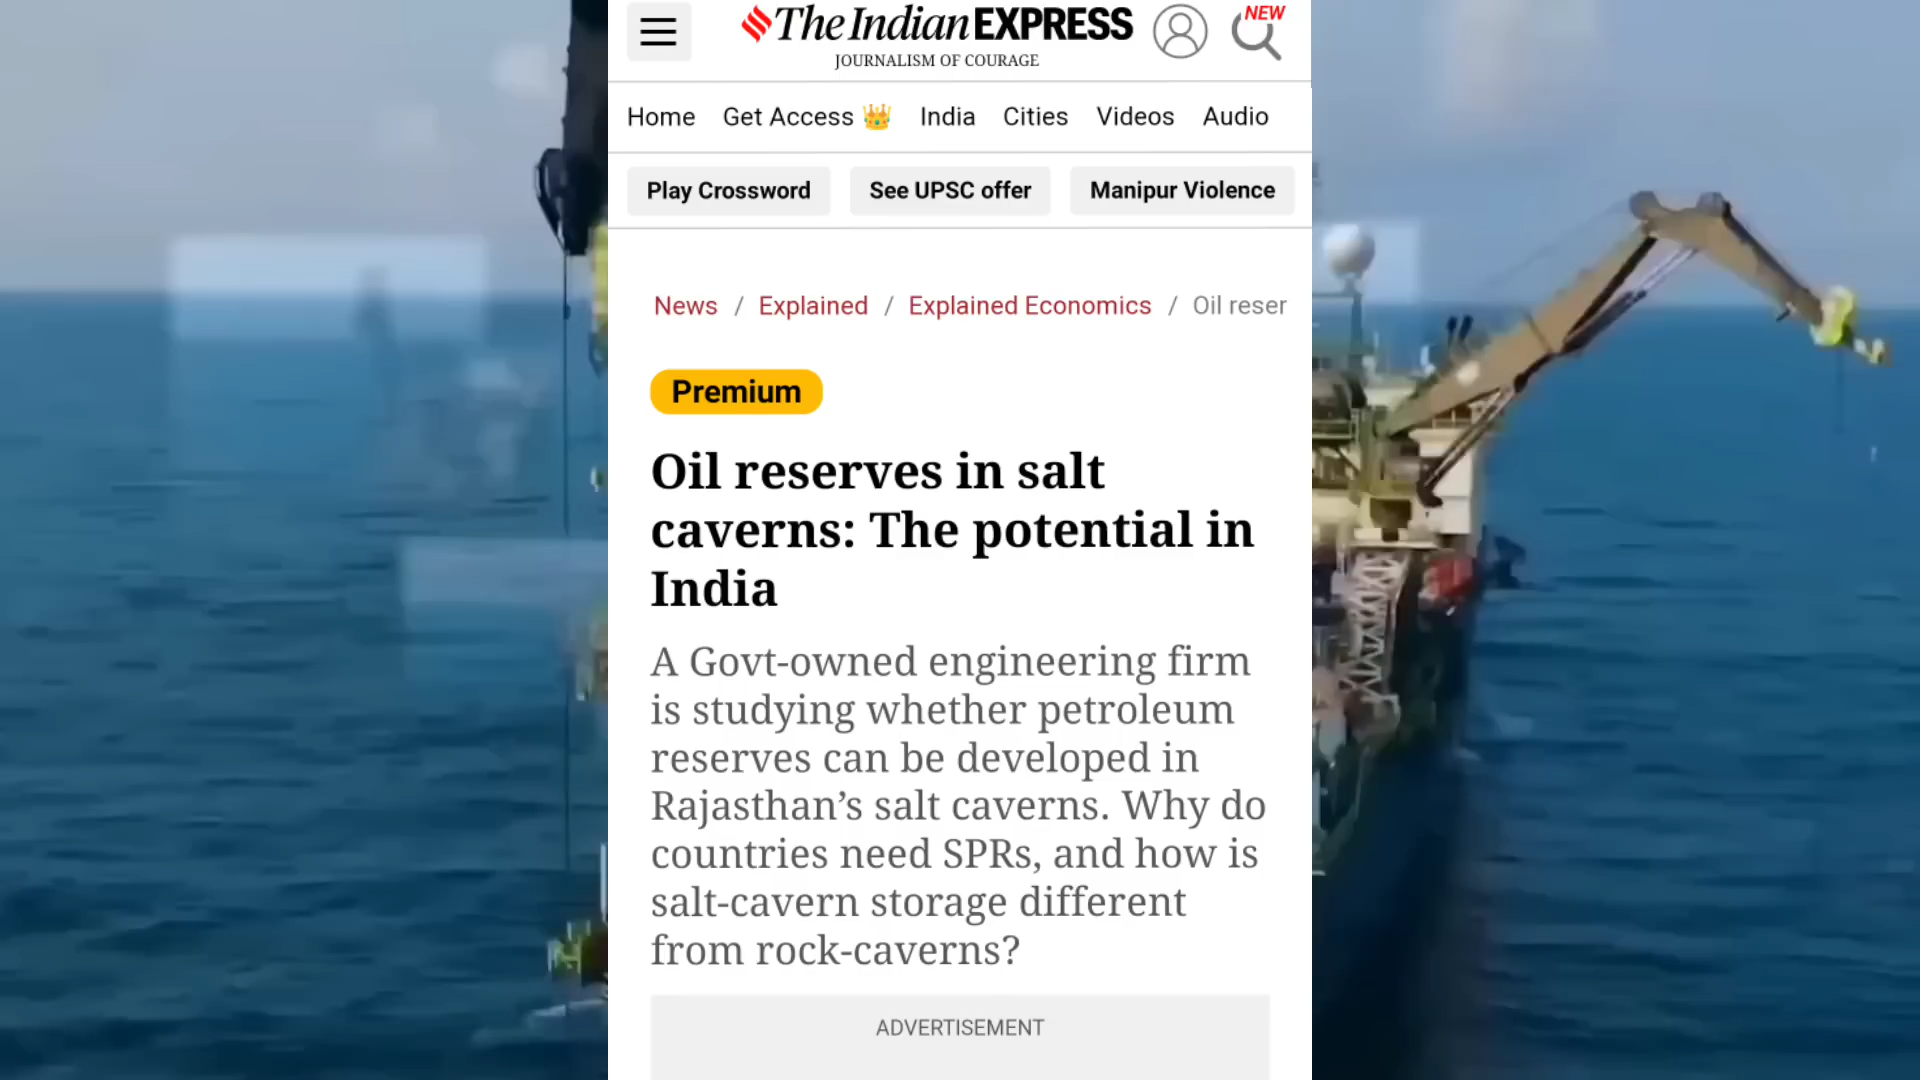 The Indian EXPRESS
NEW
JOURNALISM OF COURAGE
Home Get Access India Cities Videos Audio
Play Crossword See UPSC offer Manipur Violence
News / Explained / Explained Economics / Oil reser
Premium
Oil reserves in salt
caverns: The potential in
India
A Govt-owned engineering firm
is studying whether petroleum
reserves can be developed in
Rajasthan’s salt caverns. Why do
countries need SPRs, and how is
salt-cavern storage different
from rock-caverns?
ADVERTISEMENT